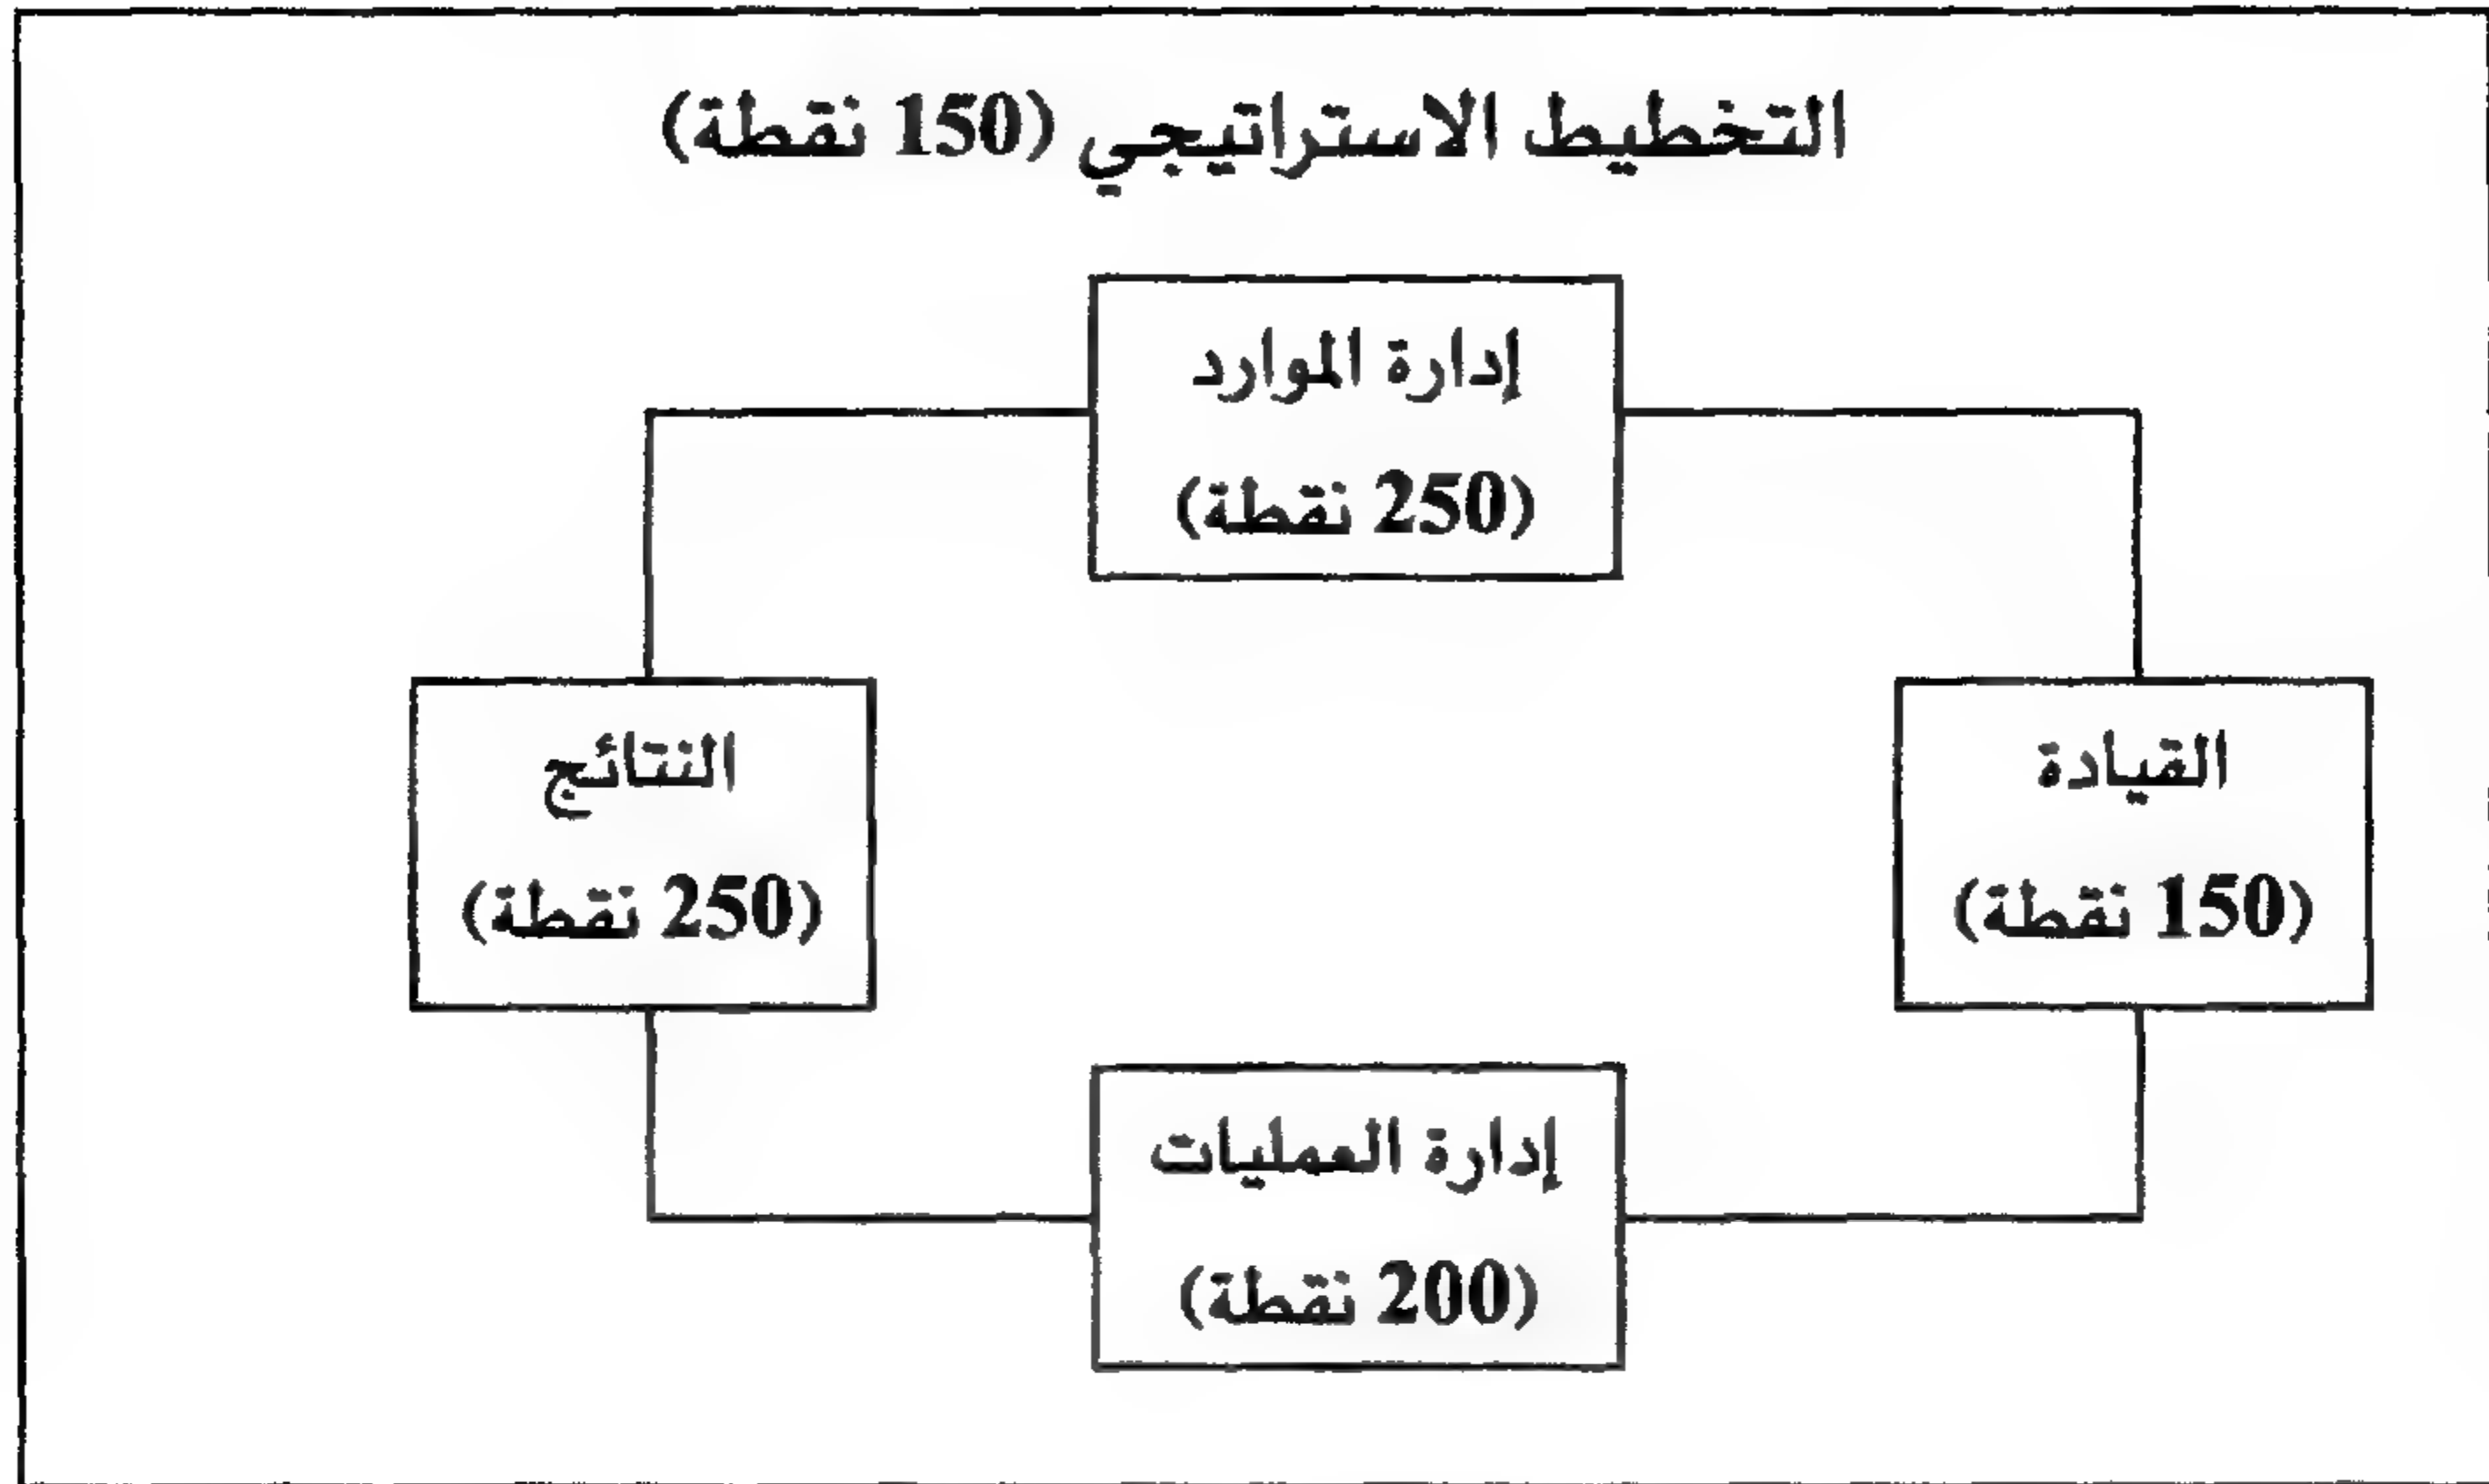 التخطيط الاستراتيجي (150 نقطة)
إدارة الموارد
(250 نقطة)
القيادة
(150 نقطة)
النتائج
(250 نقطة)
إدارة العمليات
(200 نقطة)